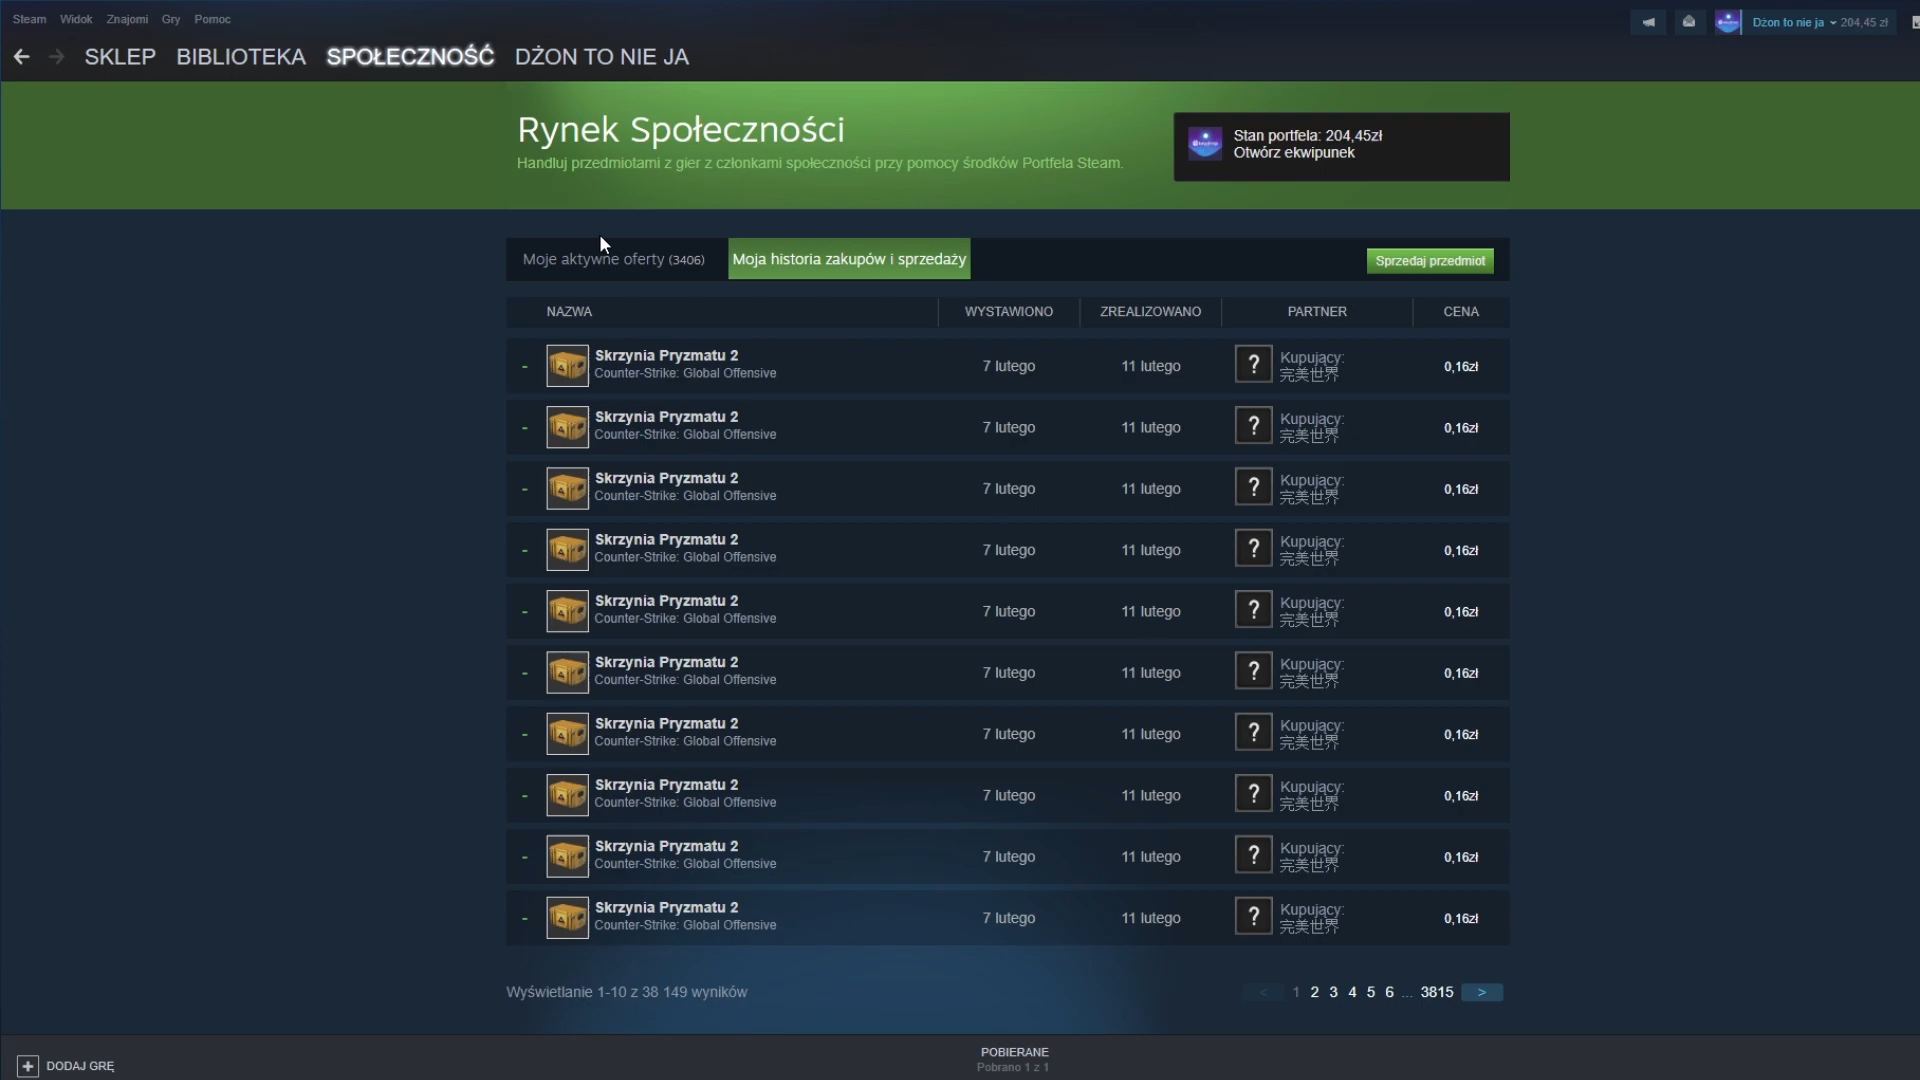 Steam Widok Znajomi Gry Pomoc
Dżon to nie ja 204,45 zł
SKLEP BIBLIOTEKA SPOŁECZNOŚĆ DŻON TO NIE JA
Rynek Społeczności
Handluj przedmiotami z gier z członkami społeczności przy pomocy środków Portfela Steam.
Stan portfela: 204,45zł
Otwórz ekwipunek
Moje aktywne oferty (3406) Moja historia zakupów i sprzedaży Sprzedaj przedmiot
NAZWA WYSTAWIONO ZREALIZOWANO PARTNER CENA
- Skrzynia Pryzmatu 2 7 lutego 11 lutego ? Kupujący: 0,16zł
Counter-Strike: Global Offensive 完美世界
- Skrzynia Pryzmatu 2 7 lutego 11 lutego ? Kupujący: 0,16zł
Counter-Strike: Global Offensive 完美世界
- Skrzynia Pryzmatu 2 7 lutego 11 lutego ? Kupujący: 0,16zł
Counter-Strike: Global Offensive 完美世界
- Skrzynia Pryzmatu 2 7 lutego 11 lutego ? Kupujący: 0,16zł
Counter-Strike: Global Offensive 完美世界
- Skrzynia Pryzmatu 2 7 lutego 11 lutego ? Kupujący: 0,16zł
Counter-Strike: Global Offensive 完美世界
- Skrzynia Pryzmatu 2 7 lutego 11 lutego ? Kupujący: 0,16zł
Counter-Strike: Global Offensive 完美世界
- Skrzynia Pryzmatu 2 7 lutego 11 lutego ? Kupujący: 0,16zł
Counter-Strike: Global Offensive 完美世界
- Skrzynia Pryzmatu 2 7 lutego 11 lutego ? Kupujący: 0,16zł
Counter-Strike: Global Offensive 完美世界
- Skrzynia Pryzmatu 2 7 lutego 11 lutego ? Kupujący: 0,16zł
Counter-Strike: Global Offensive 完美世界
- Skrzynia Pryzmatu 2 7 lutego 11 lutego ? Kupujący: 0,16zł
Counter-Strike: Global Offensive 完美世界
Wyświetlanie 1-10 z 38 149 wyników < 1 2 3 4 5 6 ... 3815 >
POBIERANE
+ DODAJ GRĘ Pobrano 1 z 1